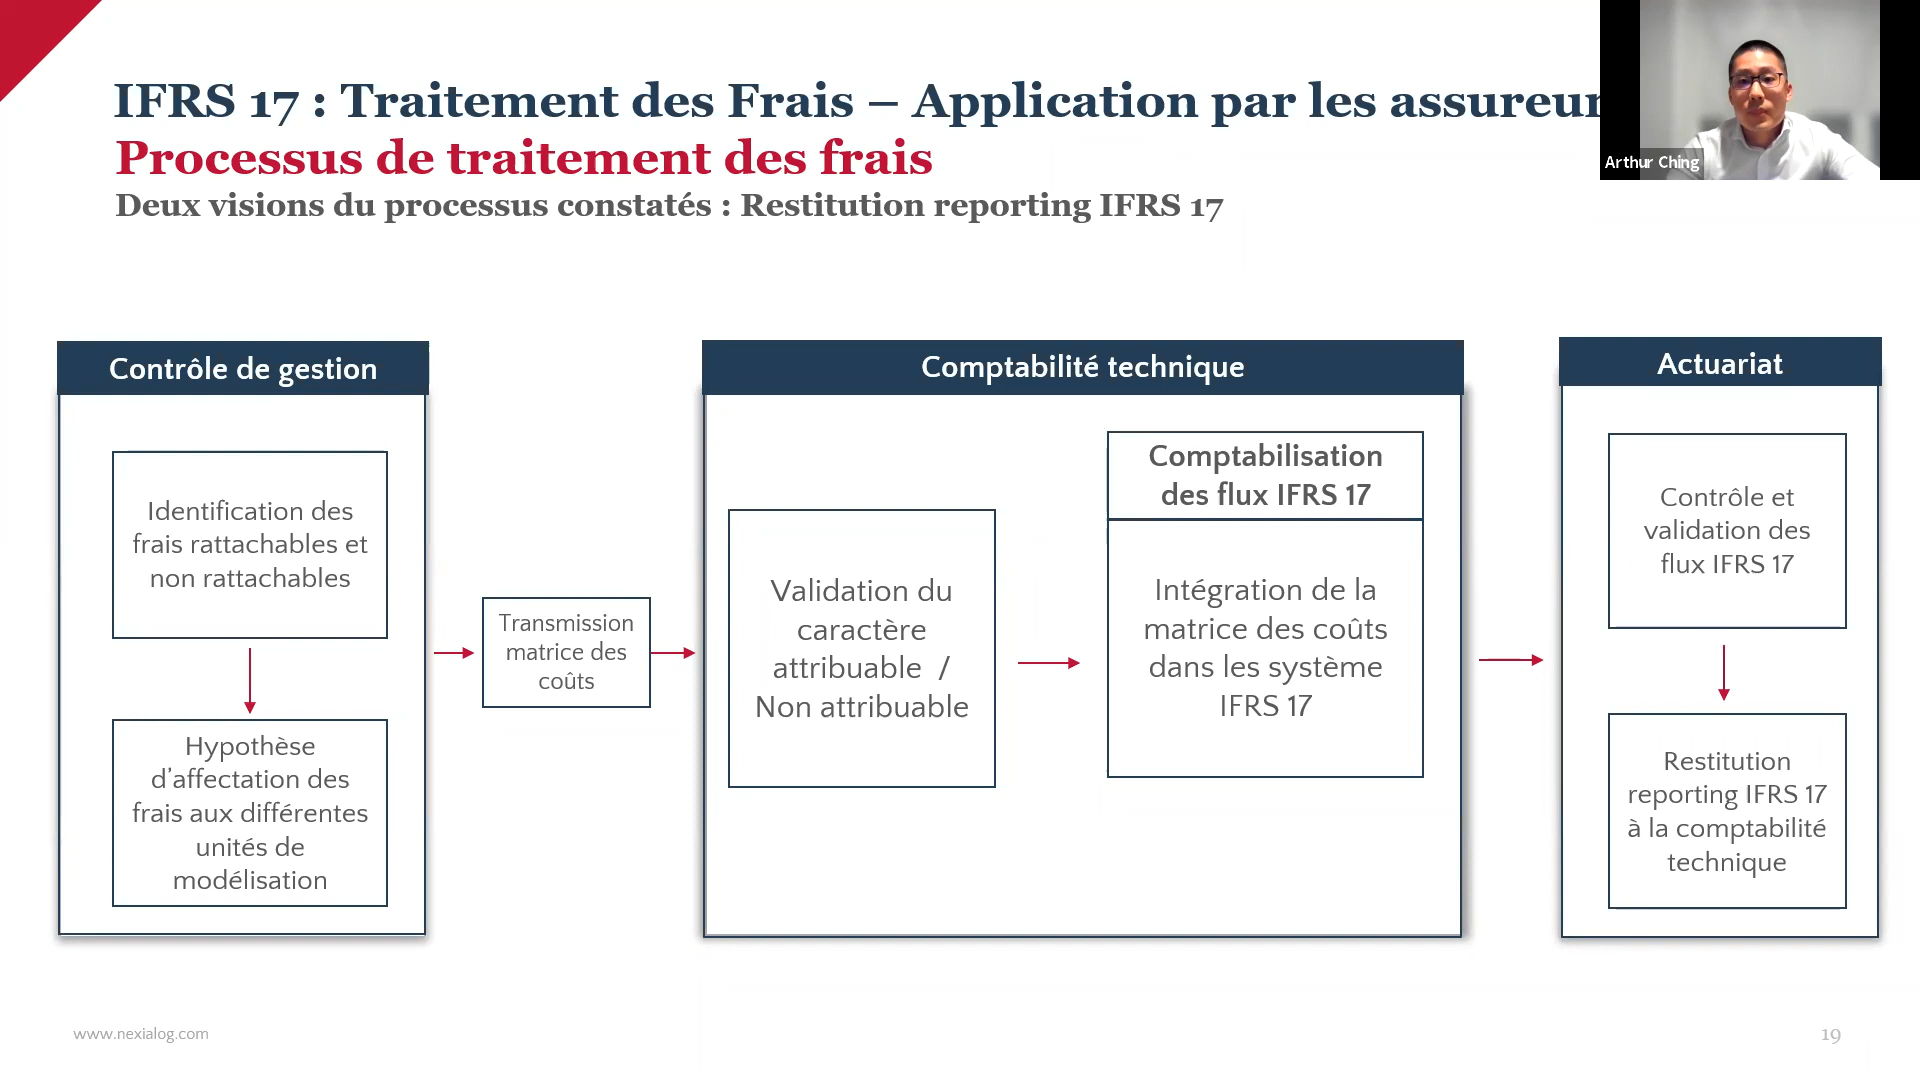 IFRS 17 : Traitement des Frais – Application par les
Processus de traitement des frais
Deux visions du processus constatés : Restitution reporting IFRS 17
Arthur Ching
Contrôle de gestion
Identification des
frais rattachables et
non rattachables
Hypothèse
d’affectation des
frais aux différentes
unités de
modélisation
Transmission
matrice des
coûts
Comptabilité technique
Validation du
caractère
attribuable /
Non attribuable
Comptabilisation
des flux IFRS 17
Intégration de la
matrice des coûts
dans les système
IFRS 17
Actuariat
Contrôle et
validation des
flux IFRS 17
Restitution
reporting IFRS 17
à la comptabilité
technique
www.nexialog.com
19